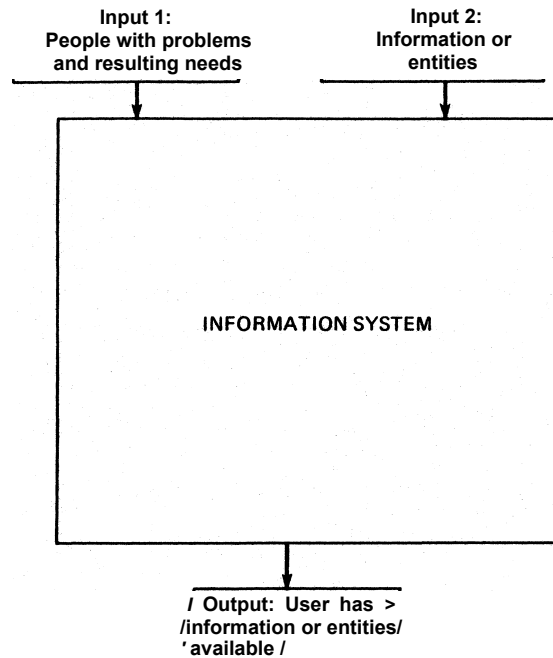 Input 1:
People with problems
and resulting needs
Input 2:
Information or
entities
INFORMATION SYSTEM
/ Output: User has >
/information or entities/
' available /